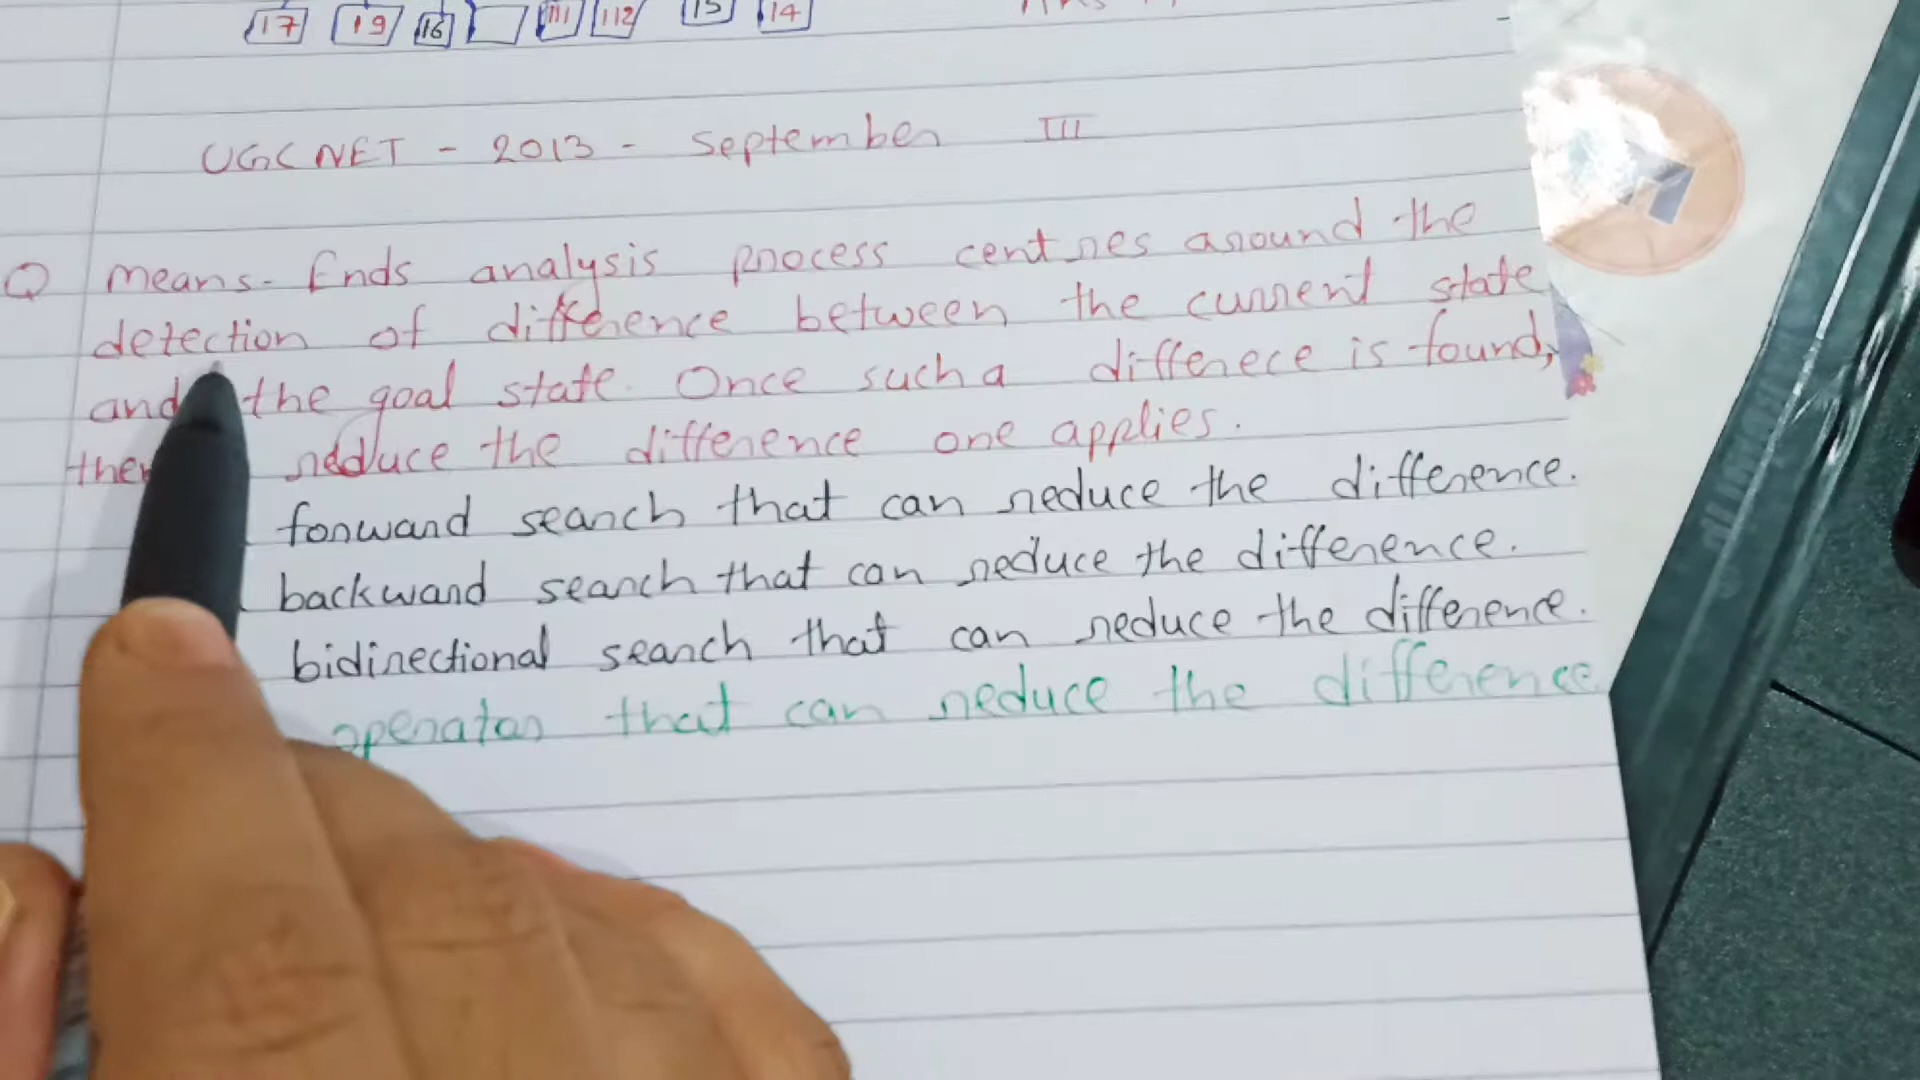 17 19 16 111 112 15 14
UGC NET - 2013 - September III
Q Means-Ends analysis process centres around the
detection of difference between the current state
and the goal state. Once such a differece is found,
reduce the difference one applies.
forward search that can reduce the difference.
backward search that can reduce the difference.
bidirectional search that can reduce the difference.
operator that can reduce the difference